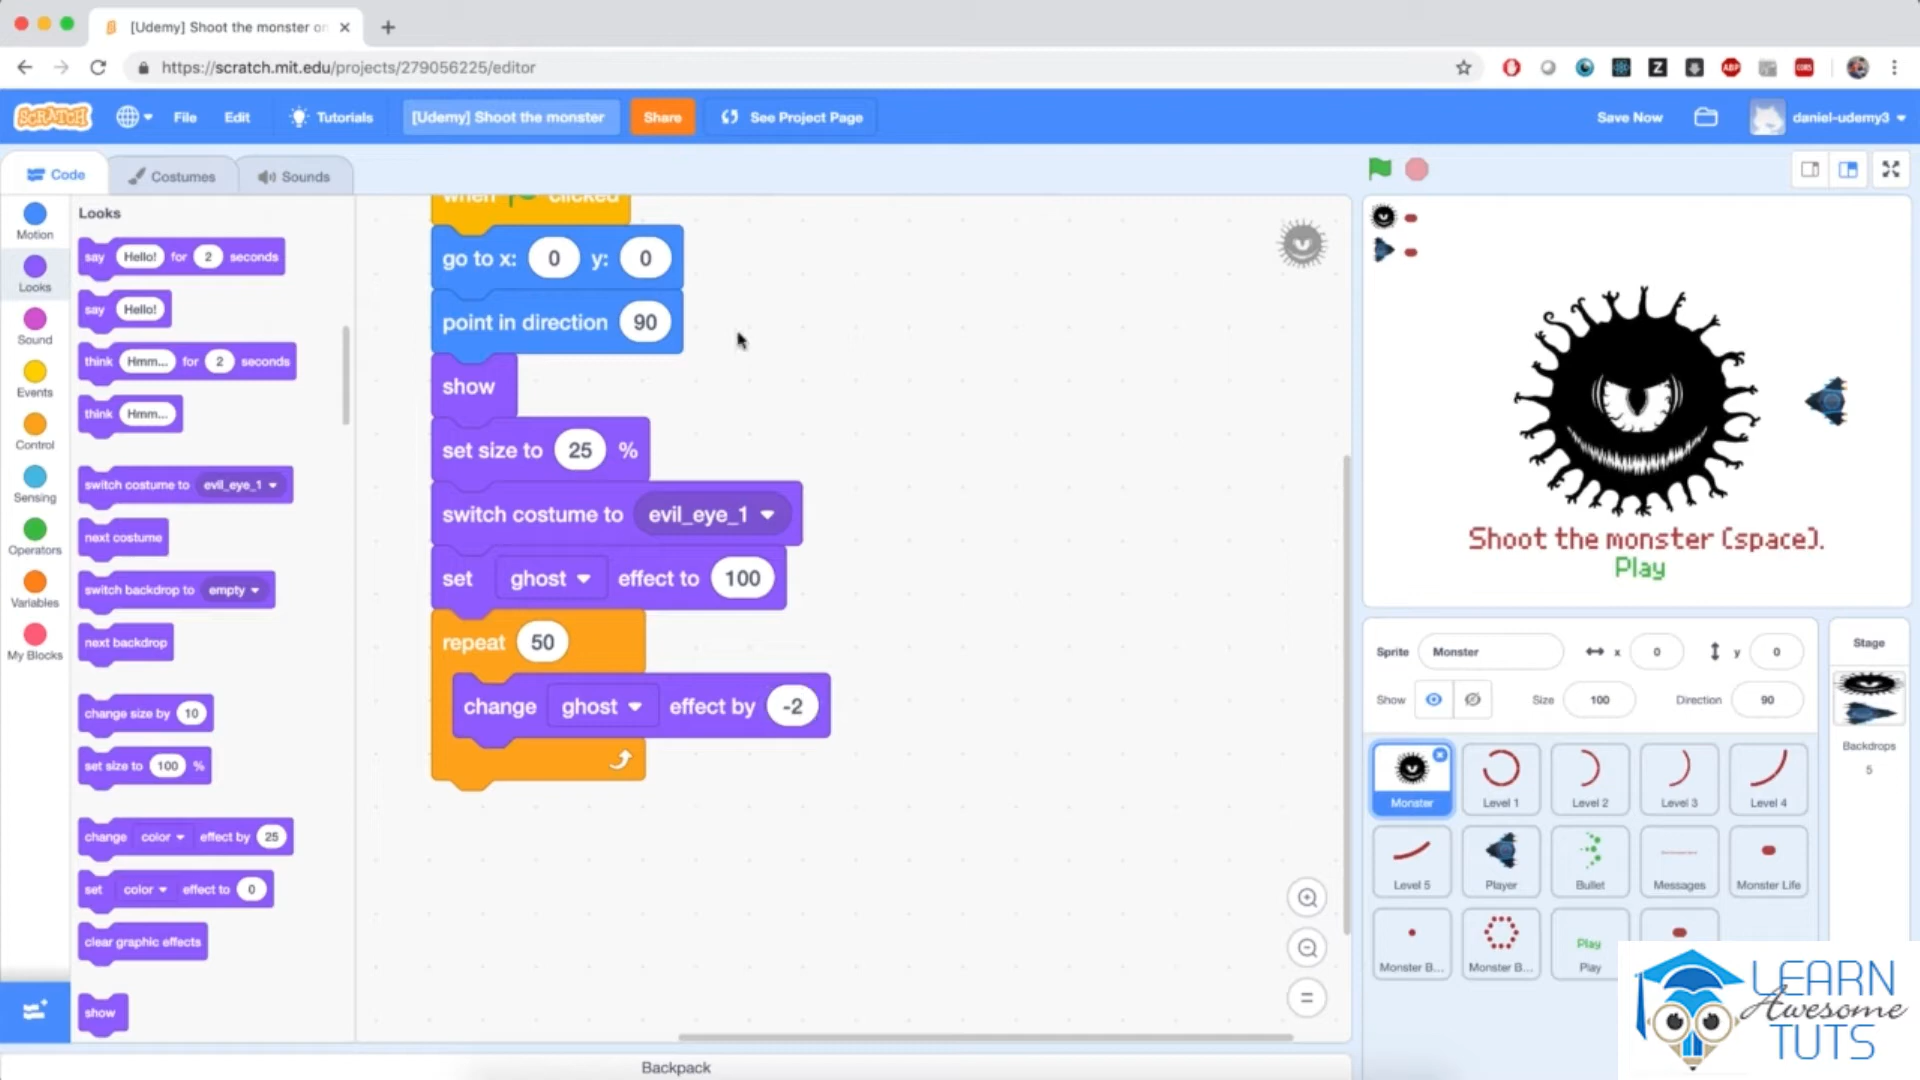 [Udemy] Shoot the monster or
https://scratch.mit.edu/projects/279056225/editor
SCRATCH
File
Edit
Tutorials
[Udemy] Shoot the monster
Share
See Project Page
Save Now
daniel-udemy3
Code
Costumes
Sounds
Motion
Looks
Sound
Events
Control
Sensing
Operators
Variables
My Blocks
Looks
say Hello! for 2 seconds
say Hello!
think Hmm... for 2 seconds
think Hmm...
switch costume to evil_eye_1
next costume
switch backdrop to empty
next backdrop
change size by 10
set size to 100 %
change color effect by 25
set color effect to 0
clear graphic effects
show
when clicked
go to x: 0 y: 0
point in direction 90
show
set size to 25 %
switch costume to evil_eye_1
set ghost effect to 100
repeat 50
change ghost effect by -2
Backpack
Shoot the monster (space).
Play
Sprite Monster x 0 y 0
Show Size 100 Direction 90
Monster
Level 1
Level 2
Level 3
Level 4
Level 5
Player
Bullet
Messages
Monster Life
Monster B...
Monster B...
Play
Play
Stage
Backdrops
5
LEARN
Awesome
TUTS